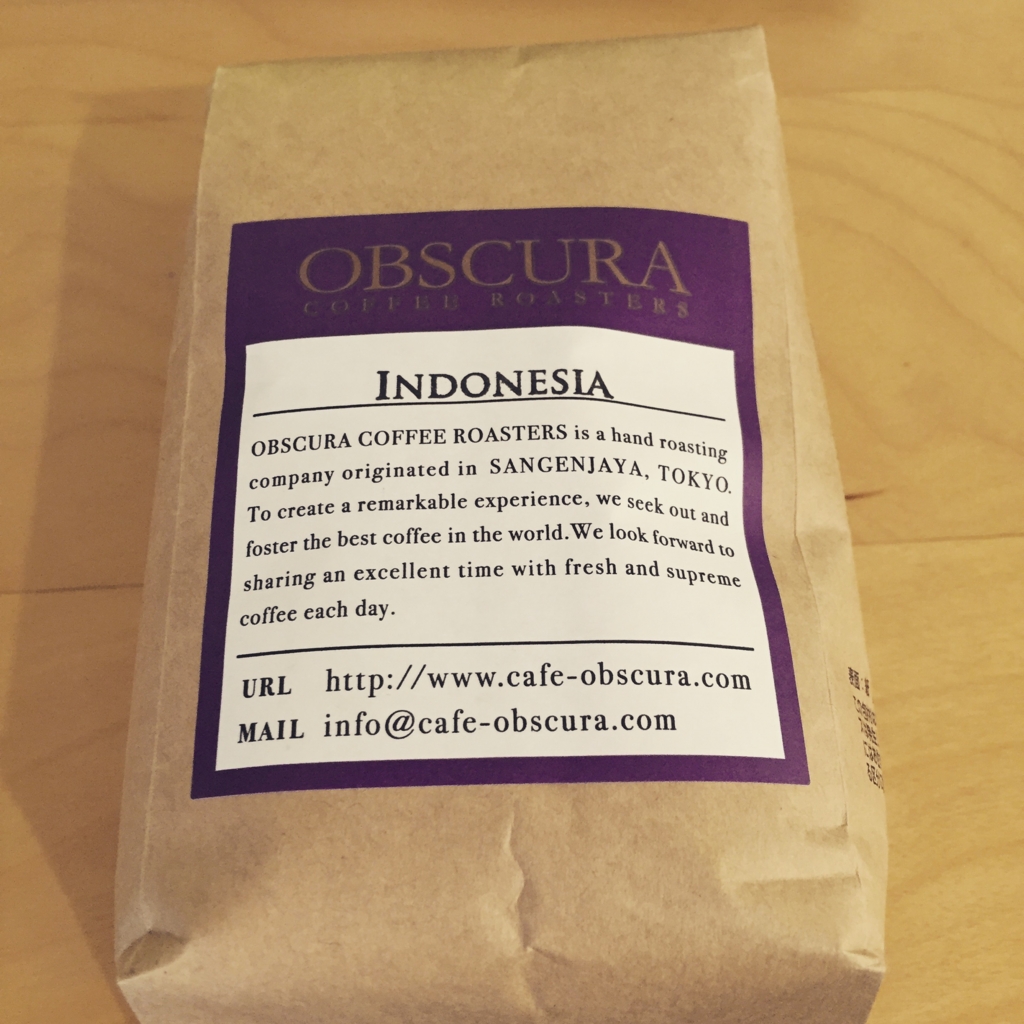 OBSCURA
COFFEE ROASTERS
INDONESIA
OBSCURA COFFEE ROASTERS is a hand roasting
company originated in SANGENJAYA, TOKYO.
To create a remarkable experience, we seek out and
foster the best coffee in the world.We look forward to
sharing an excellent time with fresh and supreme
coffee each day.
URL http://www.cafe-obscura.com
MAIL info@cafe-obscura.com